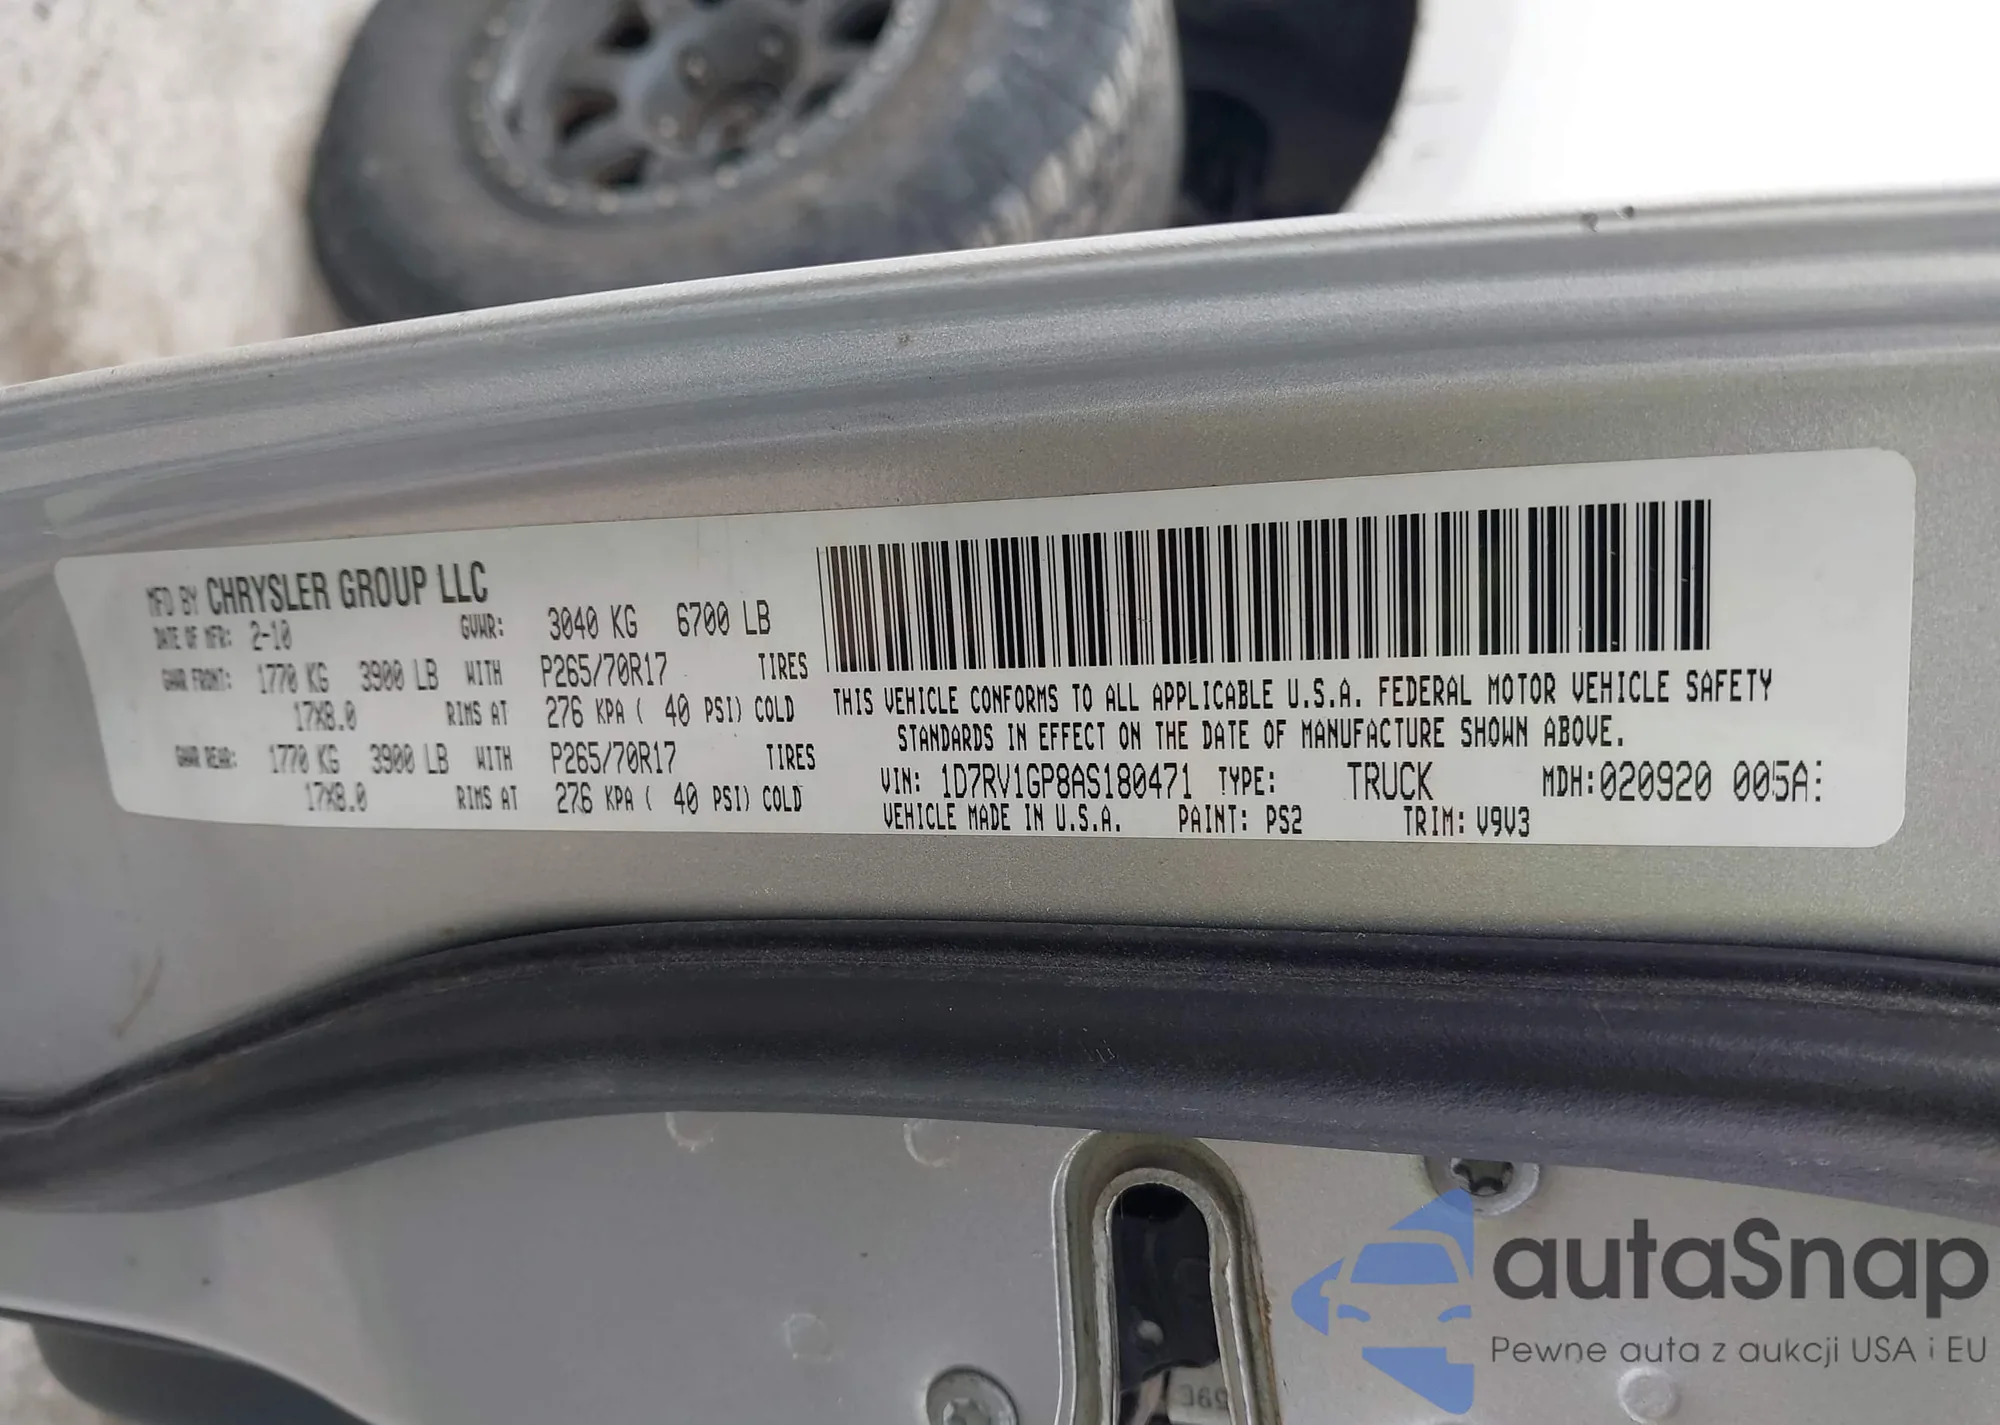 MFD BY CHRYSLER GROUP LLC
DATE OF MFR: 2-10 GVWR: 3040 KG 6700 LB
GAWR FRONT: 1770 KG 3900 LB WITH P265/70R17 TIRES
17X8.0 RIMS AT 276 KPA ( 40 PSI) COLD
GAWR REAR: 1770 KG 3900 LB WITH P265/70R17 TIRES
17X8.0 RIMS AT 276 KPA ( 40 PSI) COLD
THIS VEHICLE CONFORMS TO ALL APPLICABLE U.S.A. FEDERAL MOTOR VEHICLE SAFETY
STANDARDS IN EFFECT ON THE DATE OF MANUFACTURE SHOWN ABOVE.
VIN: 1D7RV1GP8AS180471 TYPE: TRUCK MDH: 020920 005A
VEHICLE MADE IN U.S.A. PAINT: PS2 TRIM: V9V3
autaSnap
Pewne auta z aukcji USA i EU